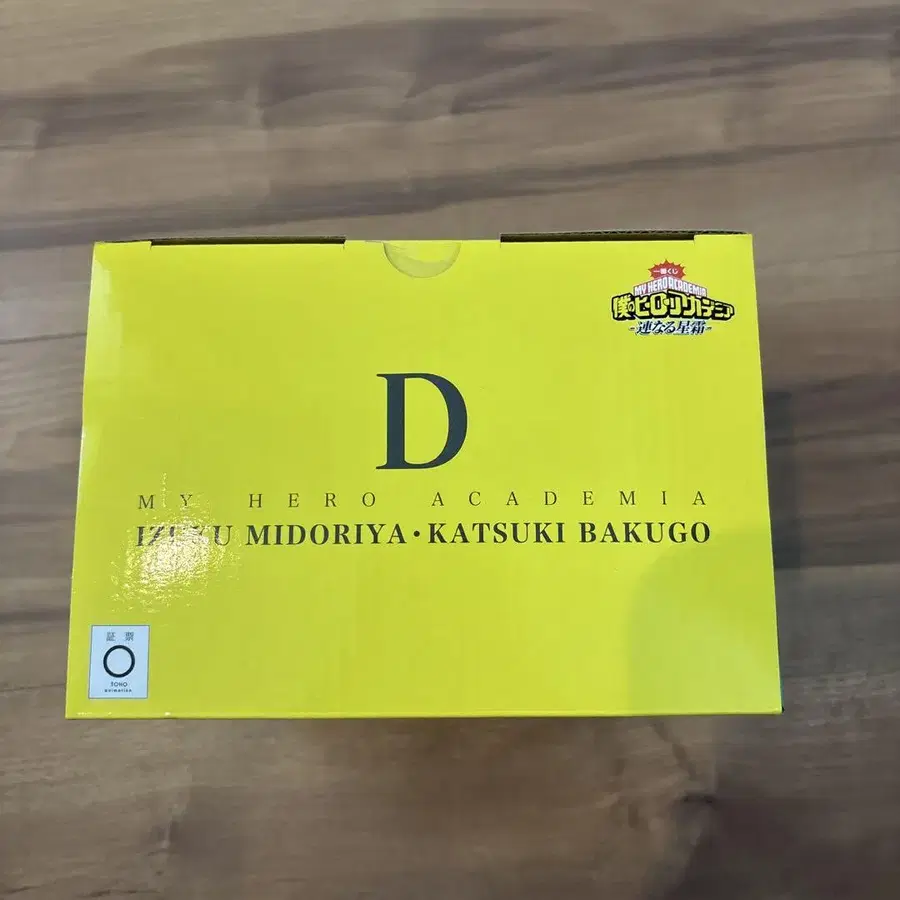 一番くじ
MY HERO ACADEMIA
僕のヒーローアカデミア
-連なる星霜-
D
MY HERO ACADEMIA
IZUKU MIDORIYA・KATSUKI BAKUGO
証票
TOHO
animation